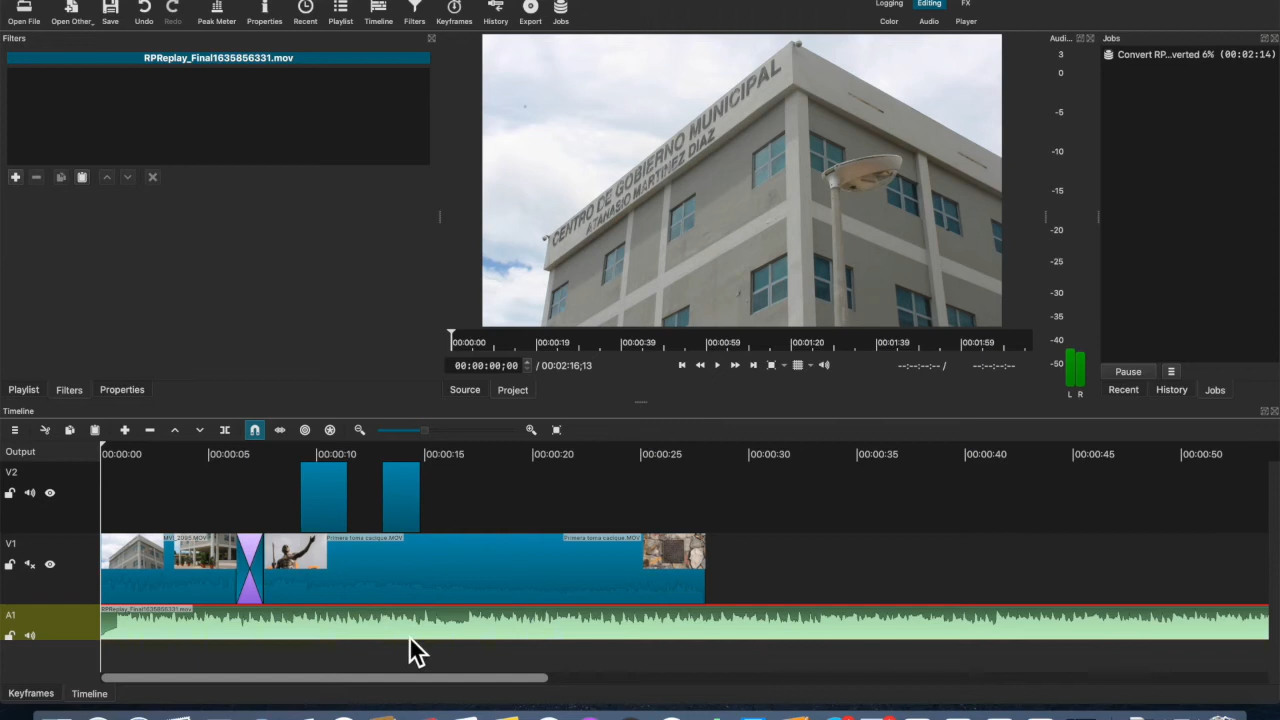 Open File
Open Other_
Save
Undo
Redo
Peak Meter
Properties
Recent
Playlist
Timeline
Filters
Keyframes
History
Export
Jobs
Logging
Editing
FX
Color
Audio
Player
Filters
RPReplay_Final1635856331.mov
CENTRO DE GOBIERNO MUNICIPAL
ATANASIO MARTINEZ DIAZ
Audi...
3
0
-5
-10
-15
-20
-25
-30
-35
-40
-50
L R
Jobs
Convert RP...verted 6% (00:02:14)
Pause
Recent
History
Jobs
00:00:00
00:00:19
00:00:39
00:00:59
00:01:20
00:01:39
00:01:59
00:00:00;00 / 00:02:16;13
--:--:--:-- /
--:--:--:--
Playlist
Filters
Properties
Source
Project
Timeline
Output
00:00:00
00:00:05
00:00:10
00:00:15
00:00:20
00:00:25
00:00:30
00:00:35
00:00:40
00:00:45
00:00:50
V2
V1
MVI_2095.MOV
Primera toma cacique.MOV
Primera toma cacique.MOV
A1
RPReplay_Final1635856331.mov
Keyframes
Timeline